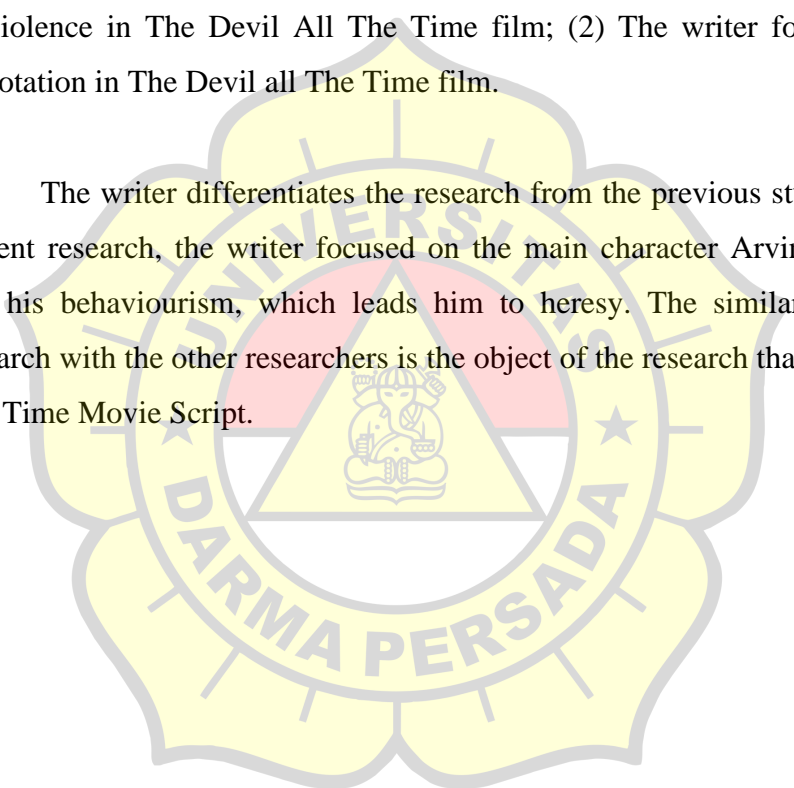 iolence in The Devil All The Time film; (2) The writer fo
otation in The Devil all The Time film.
The writer differentiates the research from the previous st
ent research, the writer focused on the main character Arvin
his behaviourism, which leads him to heresy. The similar
arch with the other researchers is the object of the research tha
Time Movie Script.
UNIVERSITAS
DARMA PERSADA